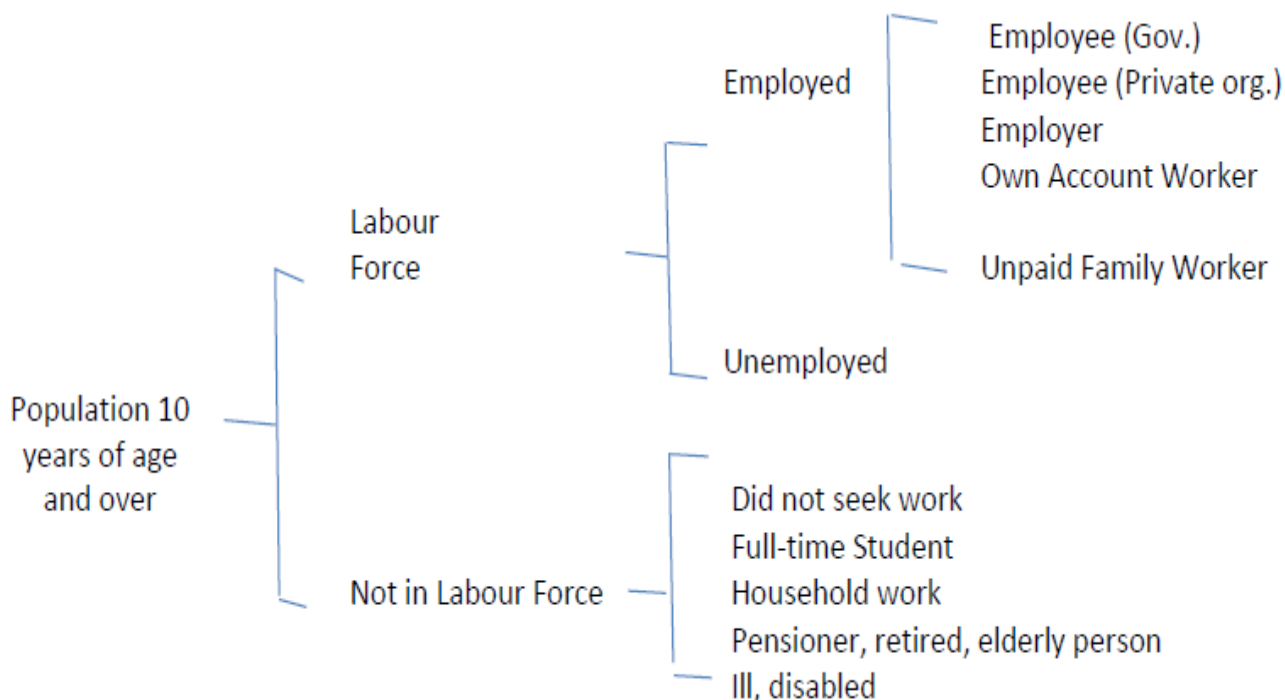 Population 10
years of age
and over
Labour
Force
Employed
Employee (Gov.)
Employee (Private org.)
Employer
Own Account Worker
Unpaid Family Worker
Unemployed
Not in Labour Force
Did not seek work
Full-time Student
Household work
Pensioner, retired, elderly person
Ill, disabled